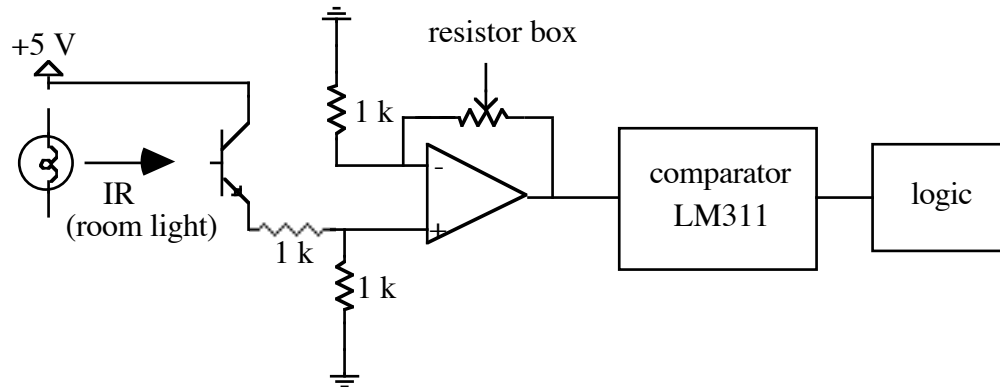 resistor box
+5 V
1 k
-
comparator
LM311
logic
IR
(room light)
+
1 k
1 k